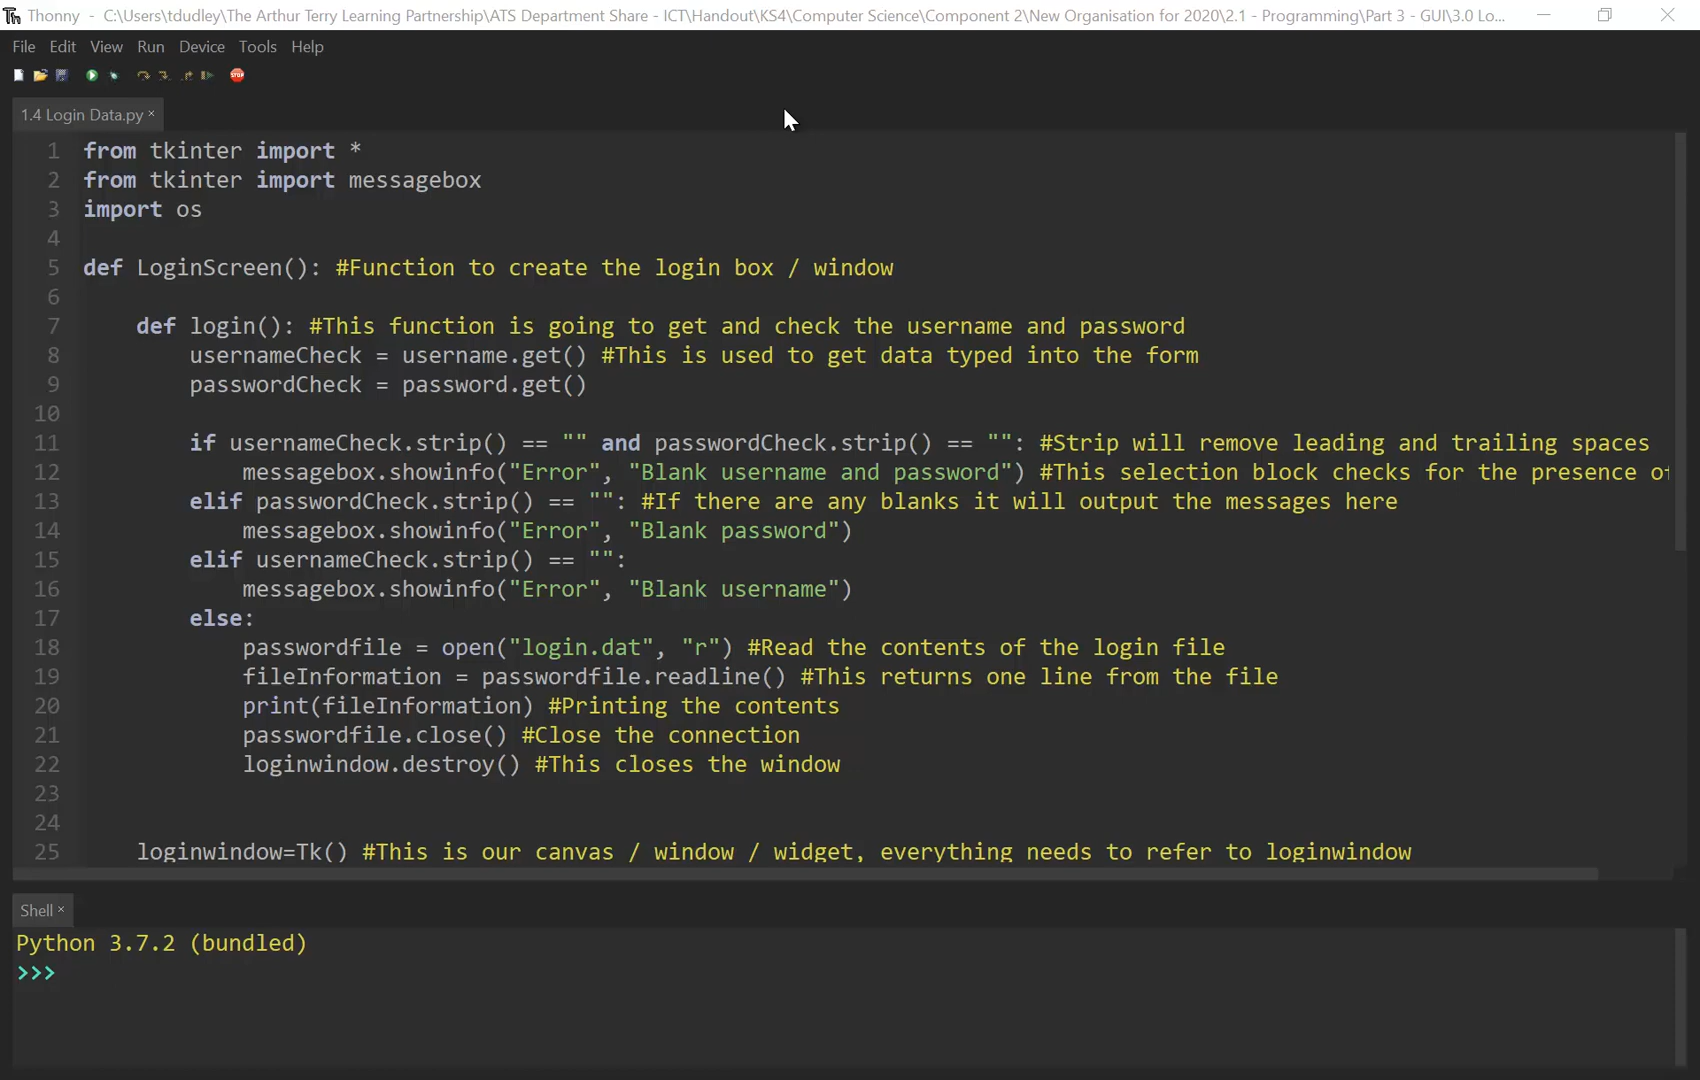 Thonny - C:\Users\tdudley\The Arthur Terry Learning Partnership\ATS Department Share - ICT\Handout\KS4\Computer Science\Component 2\New Organisation for 2020\2.1 - Programming\Part 3 - GUI\3.0 Lo...
File Edit View Run Device Tools Help
STOP
1.4 Login Data.py ×
1 from tkinter import *
2 from tkinter import messagebox
3 import os
4
5 def LoginScreen(): #Function to create the login box / window
6
7     def login(): #This function is going to get and check the username and password
8         usernameCheck = username.get() #This is used to get data typed into the form
9         passwordCheck = password.get()
10
11         if usernameCheck.strip() == "" and passwordCheck.strip() == "": #Strip will remove leading and trailing spaces
12             messagebox.showinfo("Error", "Blank username and password") #This selection block checks for the presence of
13         elif passwordCheck.strip() == "": #If there are any blanks it will output the messages here
14             messagebox.showinfo("Error", "Blank password")
15         elif usernameCheck.strip() == "":
16             messagebox.showinfo("Error", "Blank username")
17         else:
18             passwordfile = open("login.dat", "r") #Read the contents of the login file
19             fileInformation = passwordfile.readline() #This returns one line from the file
20             print(fileInformation) #Printing the contents
21             passwordfile.close() #Close the connection
22             loginwindow.destroy() #This closes the window
23
24
25     loginwindow=Tk() #This is our canvas / window / widget, everything needs to refer to loginwindow
Shell ×
Python 3.7.2 (bundled)
>>>